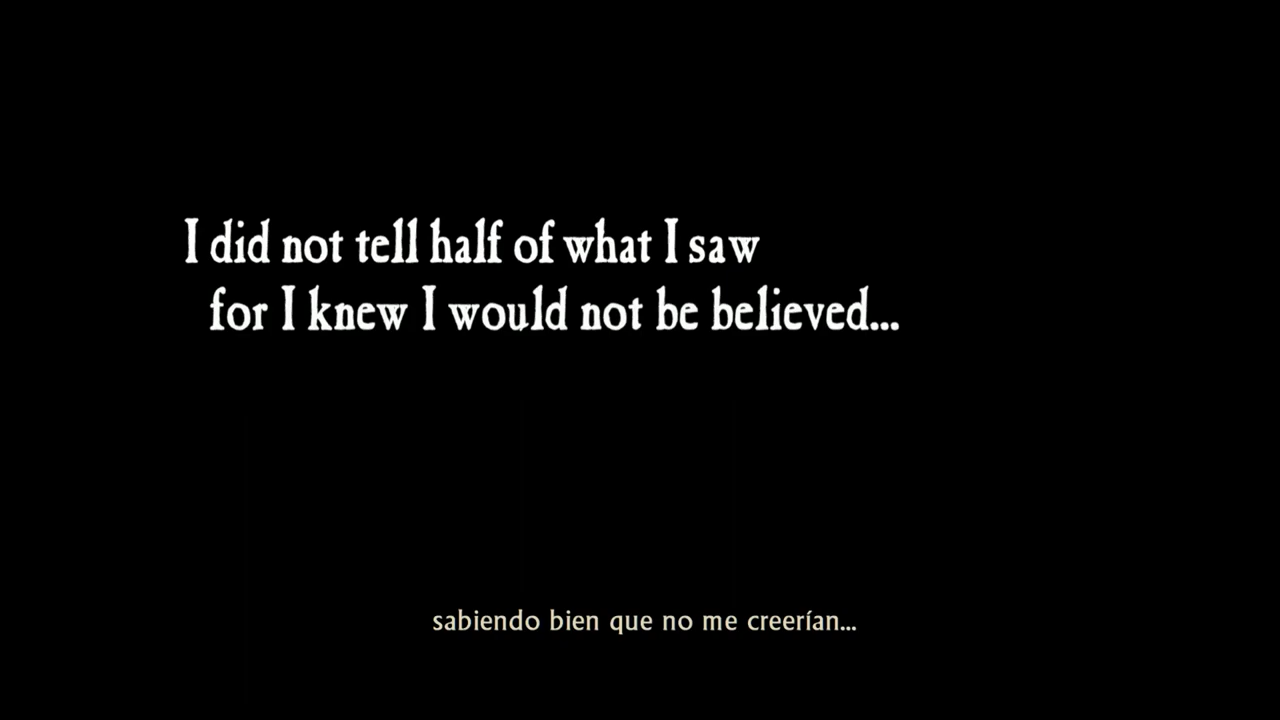 I did not tell half of what I saw
for I knew I would not be believed...
sabiendo bien que no me creerían...